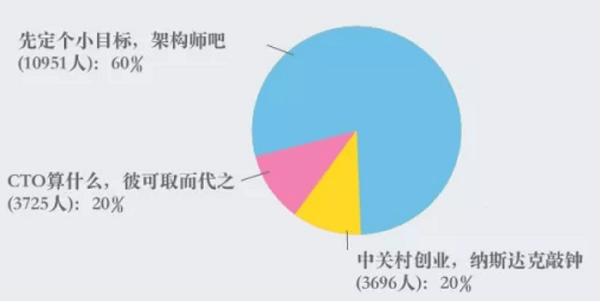 先定个小目标，架构师吧
(10951人)：60%
CTO算什么，彼可取而代之
(3725人)：20%
中关村创业，纳斯达克敲钟
(3696人)：20%